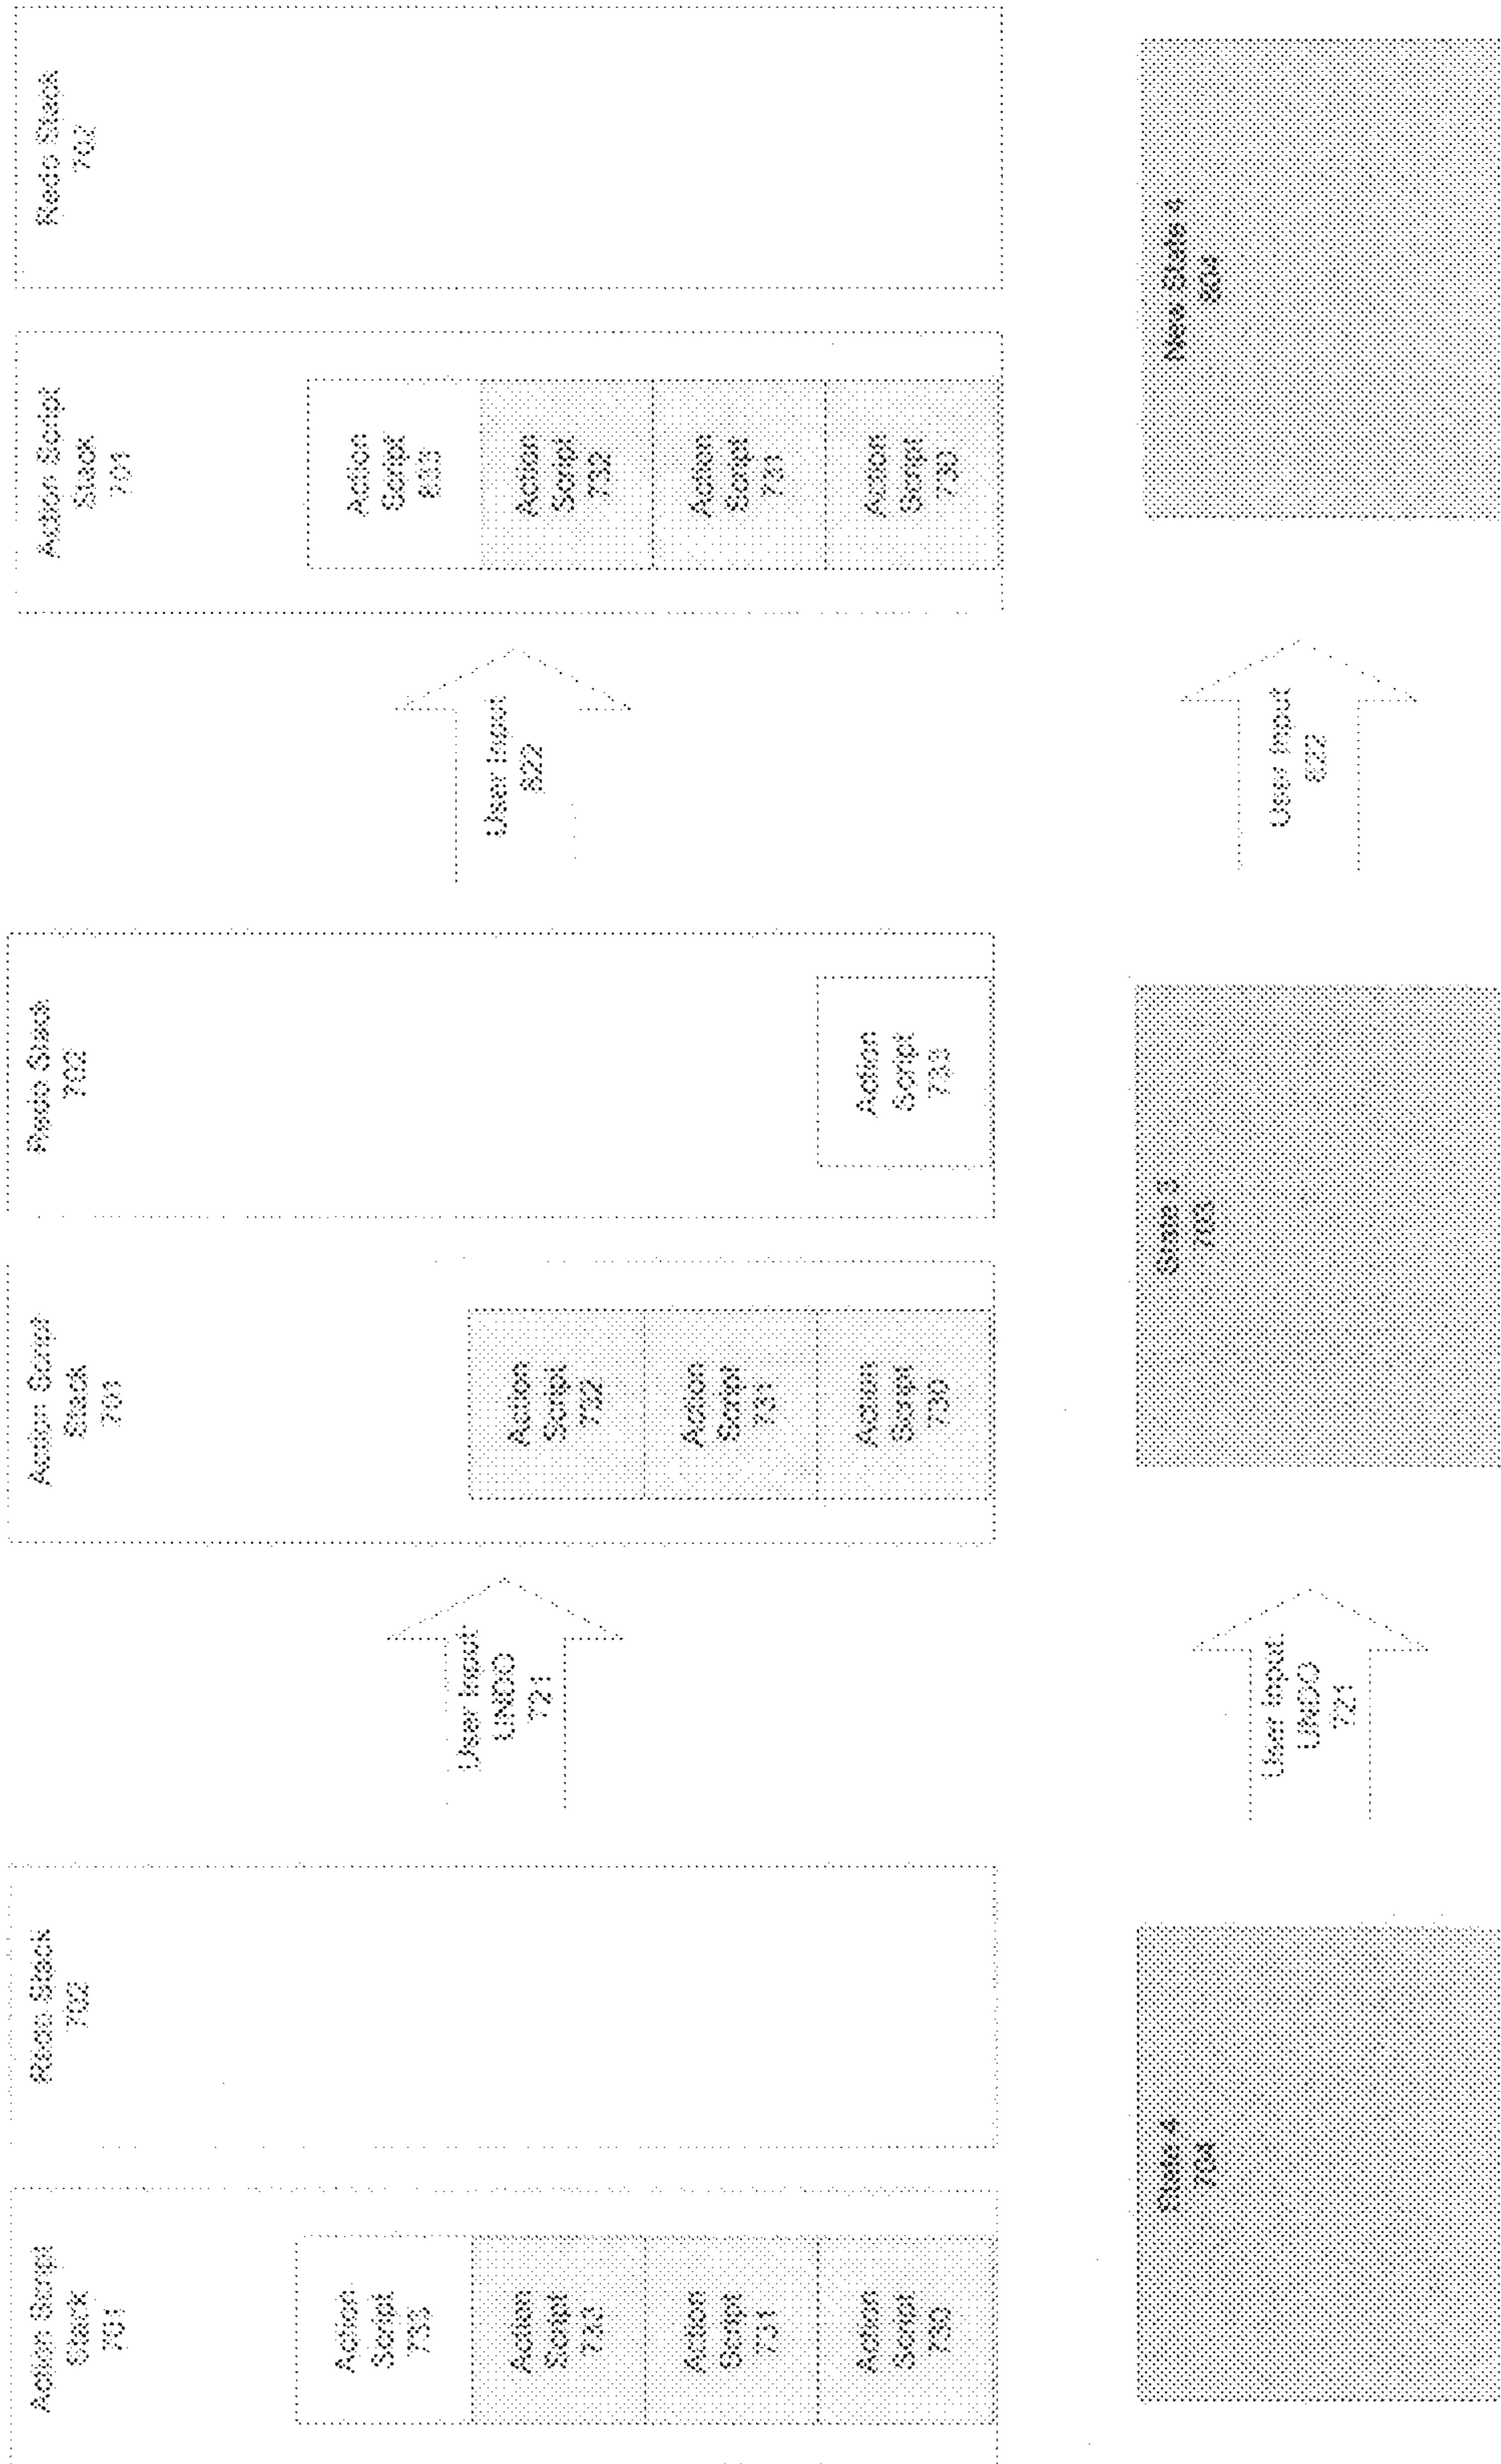 Action Script
Stack
701
Action
Script
733
Action
Script
732
Action
Script
731
Action
Script
730
Redo Stack
702
User Input
UNDO
721
Action Script
Stack
701
Action
Script
732
Action
Script
731
Action
Script
730
Redo Stack
702
Action
Script
733
User Input
822
Action Script
Stack
701
Action
Script
833
Action
Script
732
Action
Script
731
Action
Script
730
Redo Stack
702
State 4
704
User Input
UNDO
721
State 3
703
User Input
822
New State 4
804